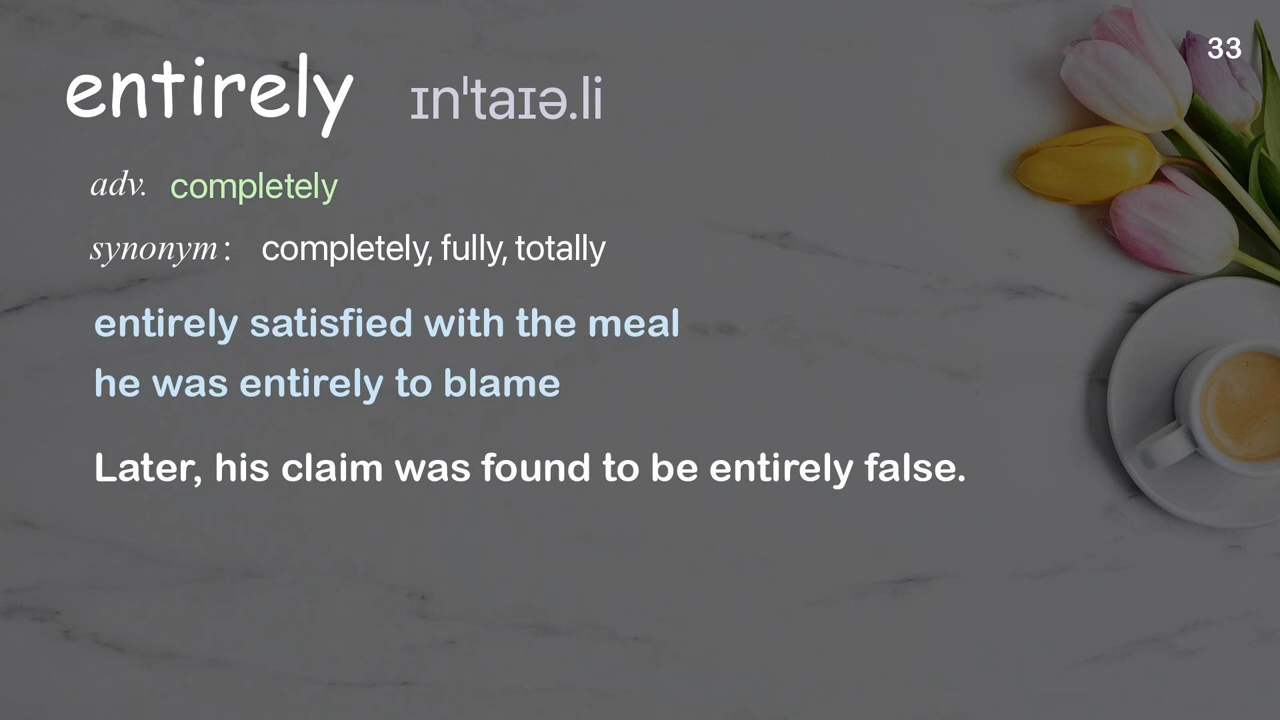 33
entirely ɪnˈtaɪə.li
adv. completely
synonym: completely, fully, totally
entirely satisfied with the meal
he was entirely to blame
Later, his claim was found to be entirely false.